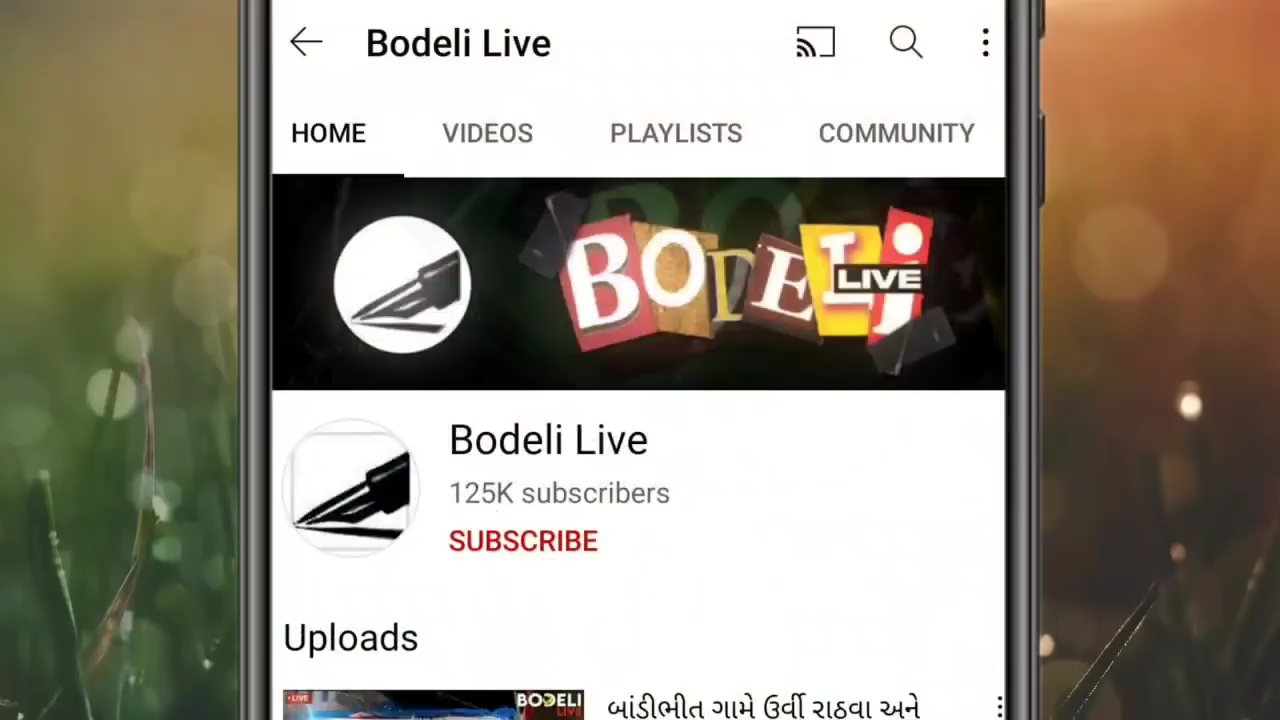 Bodeli Live
HOME VIDEOS PLAYLISTS COMMUNITY
BODELi
LIVE
Bodeli Live
125K subscribers
SUBSCRIBE
Uploads
LIVE
BODELI
LIVE
બાંડીભીત ગામે ઉર્વી રાઠવા અને